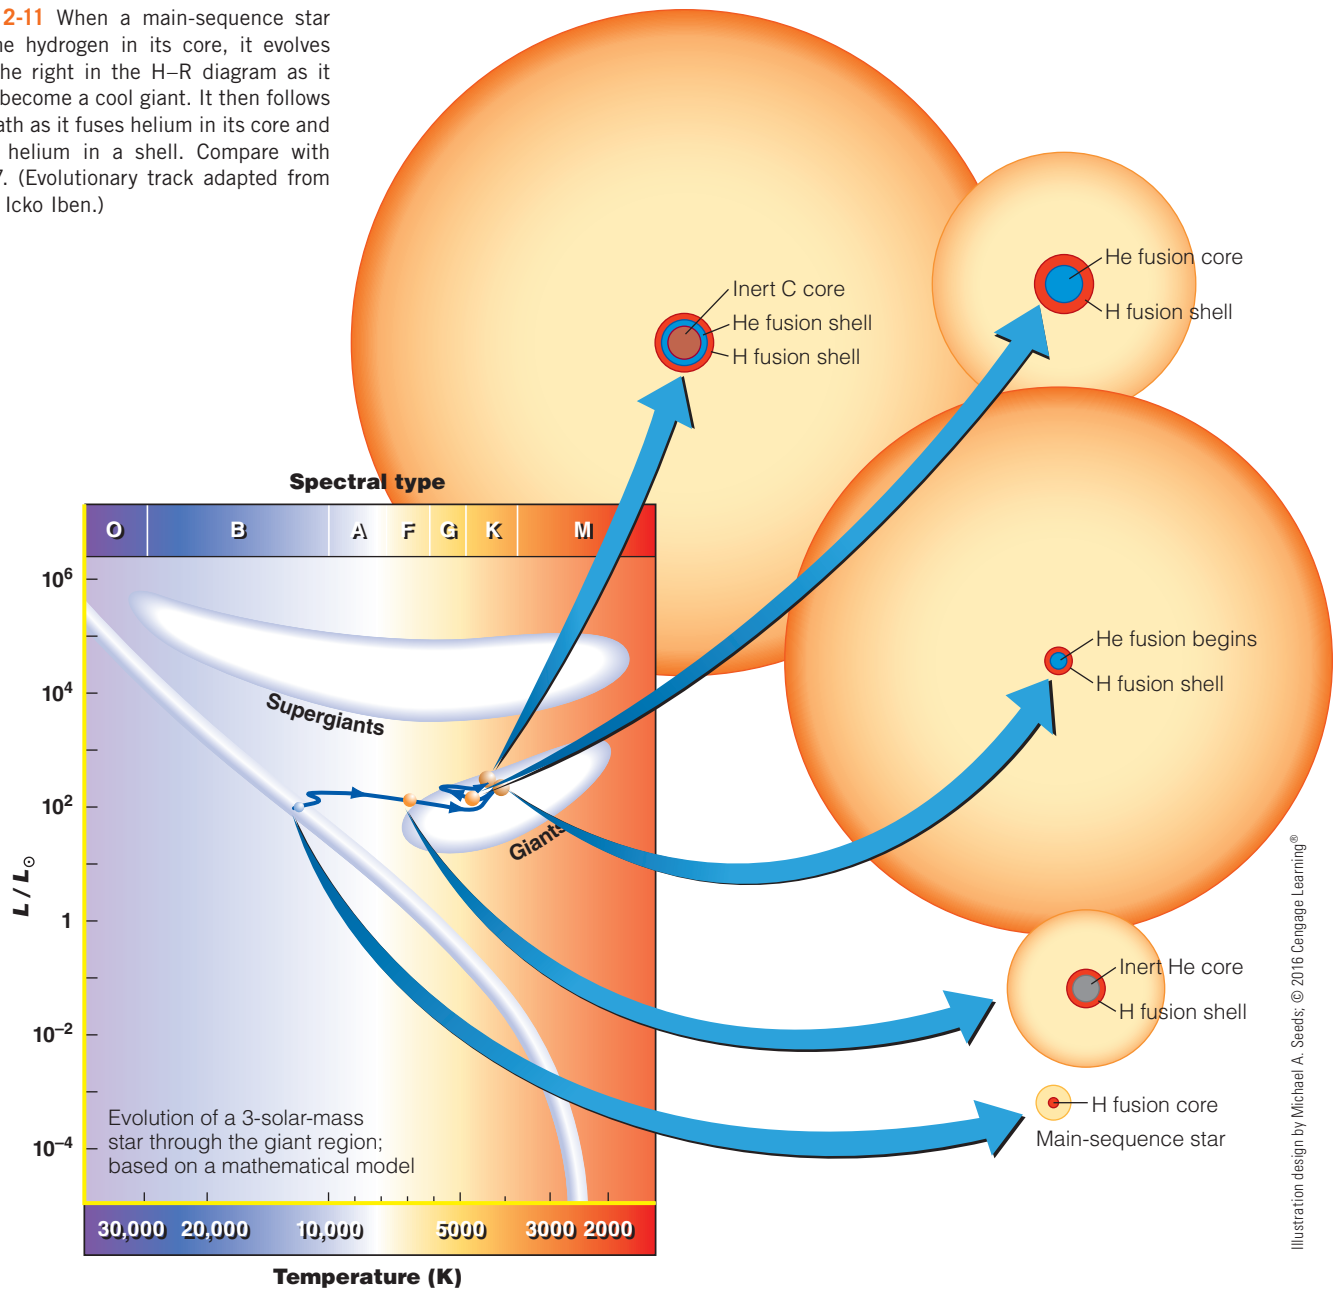 2-11 When a main-sequence star
he hydrogen in its core, it evolves
he right in the H–R diagram as it
become a cool giant. It then follows
ath as it fuses helium in its core and
helium in a shell. Compare with
7. (Evolutionary track adapted from
Icko Iben.)
He fusion core
H fusion shell
Inert C core
He fusion shell
H fusion shell
He fusion begins
H fusion shell
Inert He core
H fusion shell
H fusion core
Main-sequence star
Spectral type
O B A F G K M
10⁶
10⁴
10²
1
10⁻²
10⁻⁴
L / L☉
Supergiants
Giants
Evolution of a 3-solar-mass
star through the giant region;
based on a mathematical model
30,000 20,000 10,000 5000 3000 2000
Temperature (K)
Illustration design by Michael A. Seeds; © 2016 Cengage Learning®